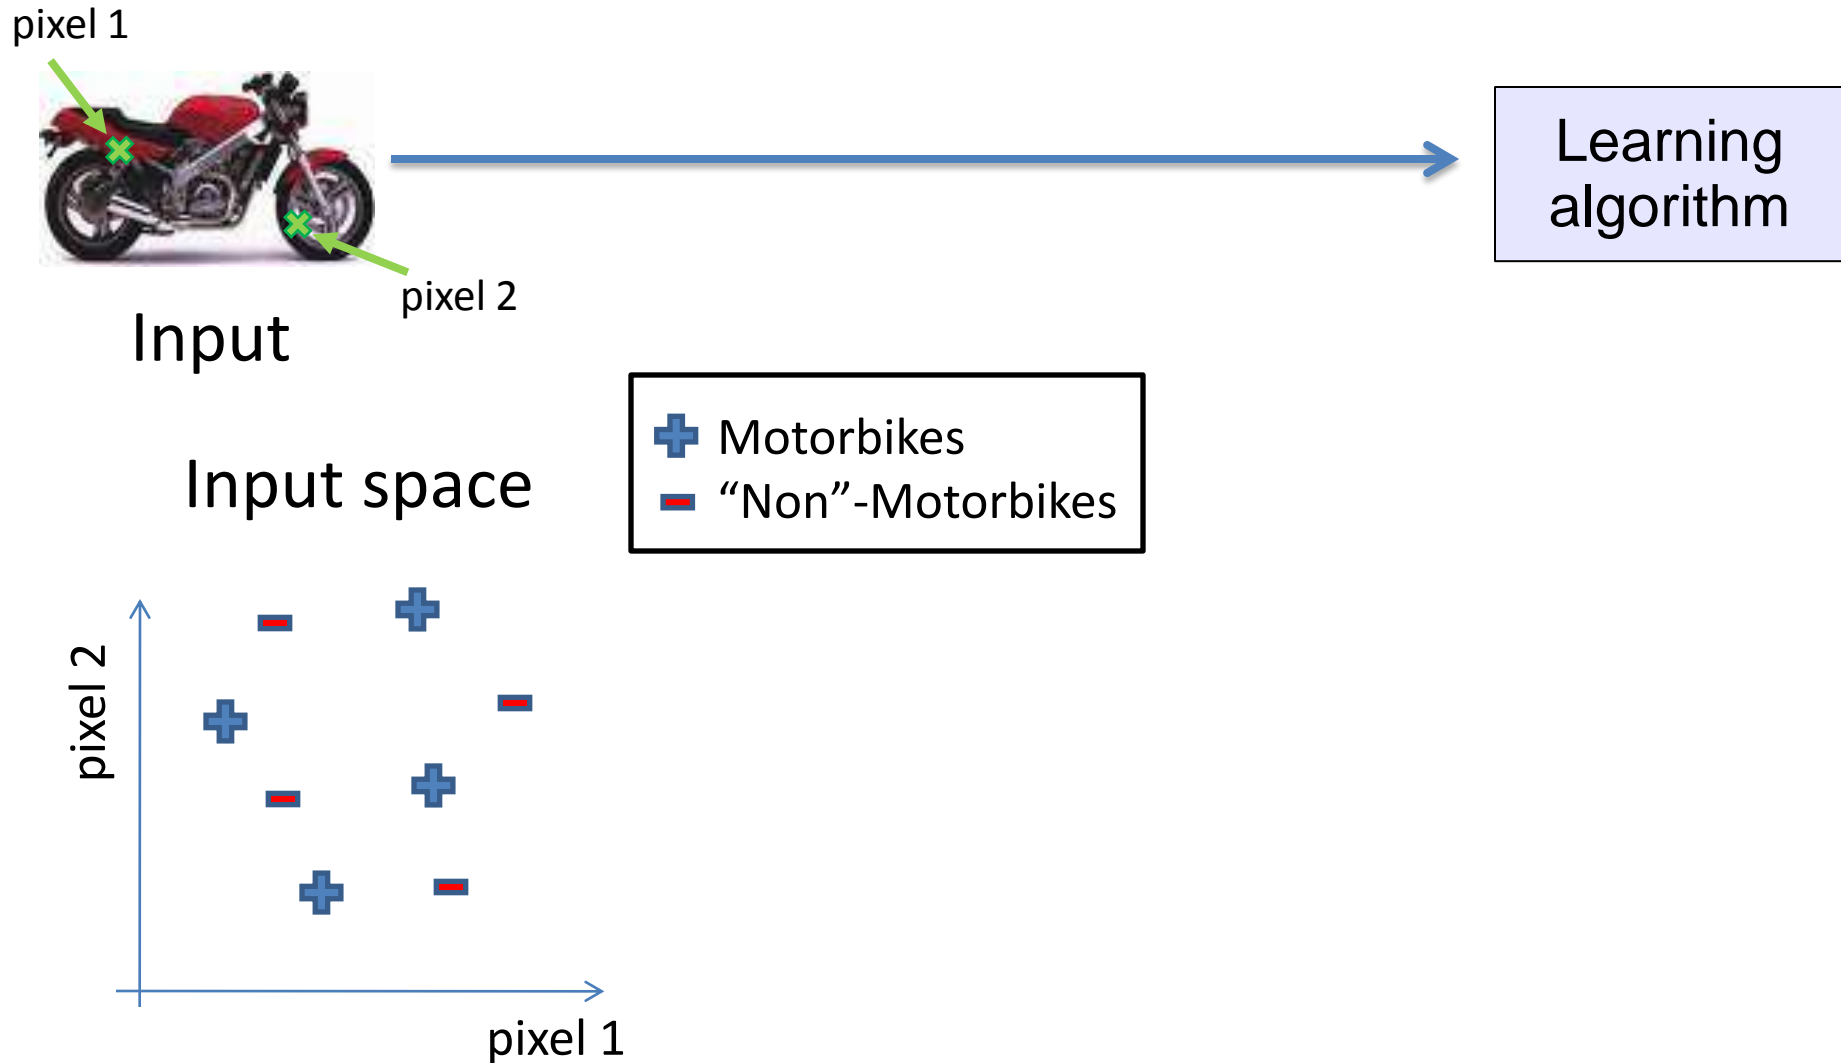 pixel 1
Learning
algorithm
pixel 2
Input
Motorbikes
“Non”-Motorbikes
Input space
pixel 2
pixel 1